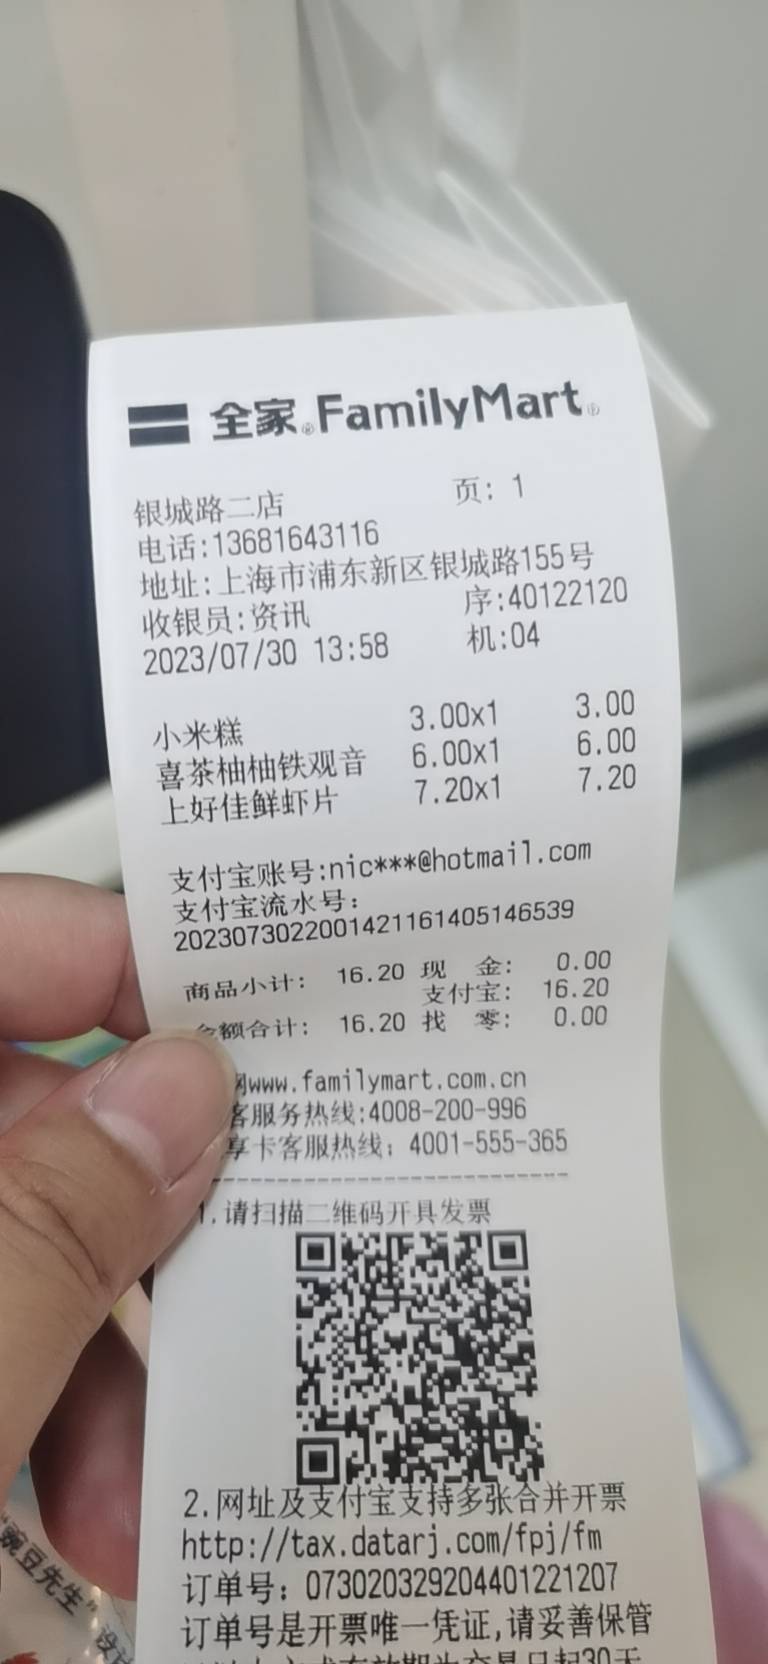 全家®FamilyMart®
银城路二店 页: 1
电话:13681643116
地址:上海市浦东新区银城路155号
收银员:资讯 序:40122120
2023/07/30 13:58 机:04
小米糕 3.00x1 3.00
喜茶柚柚铁观音 6.00x1 6.00
上好佳鲜虾片 7.20x1 7.20
支付宝账号:nic***@hotmail.com
支付宝流水号:
2023073022001421161405146539
商品小计: 16.20 现 金: 0.00
支付宝: 16.20
金额合计: 16.20 找 零: 0.00
网www.familymart.com.cn
客服务热线:4008-200-996
享卡客服热线: 4001-555-365
1.请扫描二维码开具发票
2.网址及支付宝支持多张合并开票
http://tax.datarj.com/fpj/fm
订单号: 073020329204401221207
订单号是开票唯一凭证,请妥善保管
豌豆先生" 设计